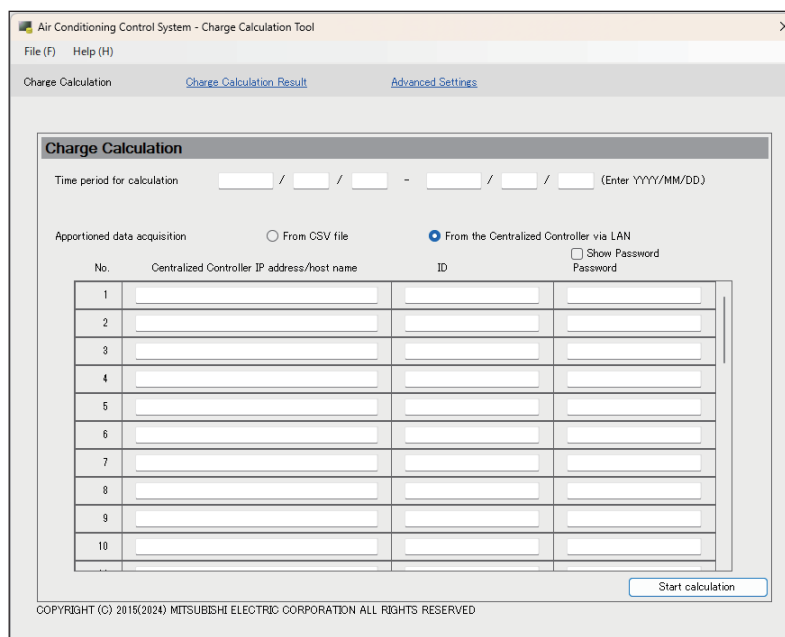 Air Conditioning Control System - Charge Calculation Tool
File (F) Help (H)
Charge Calculation Charge Calculation Result Advanced Settings
Charge Calculation
Time period for calculation / / - / / (Enter YYYY/MM/DD.)
Apportioned data acquisition From CSV file From the Centralized Controller via LAN
Show Password
No. Centralized Controller IP address/host name ID Password
1
2
3
4
5
6
7
8
9
10
Start calculation
COPYRIGHT (C) 2015(2024) MITSUBISHI ELECTRIC CORPORATION ALL RIGHTS RESERVED